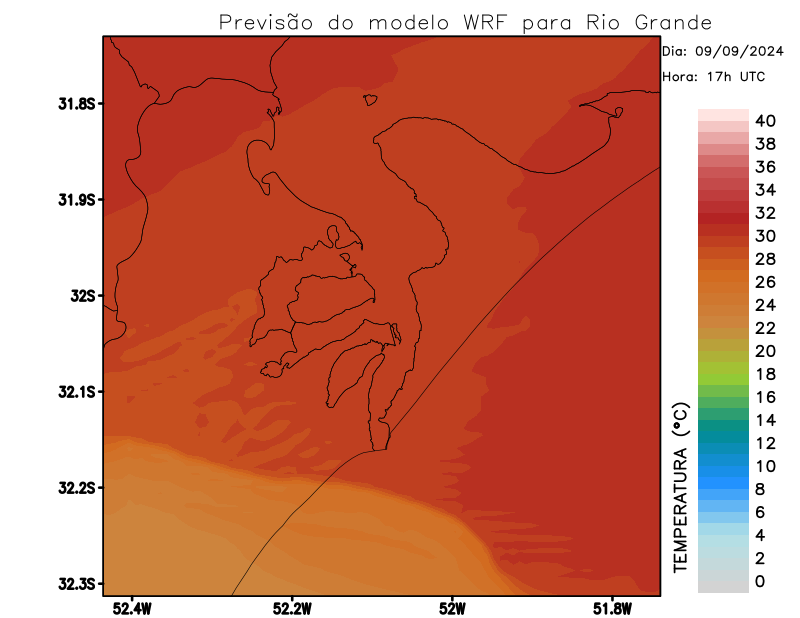 Previsão do modelo WRF para Rio Grande
Dia: 09/09/2024
Hora: 17h UTC
31.8S
31.9S
32S
32.1S
32.2S
32.3S
52.4W
52.2W
52W
51.8W
TEMPERATURA (°C)
40
38
36
34
32
30
28
26
24
22
20
18
16
14
12
10
8
6
4
2
0